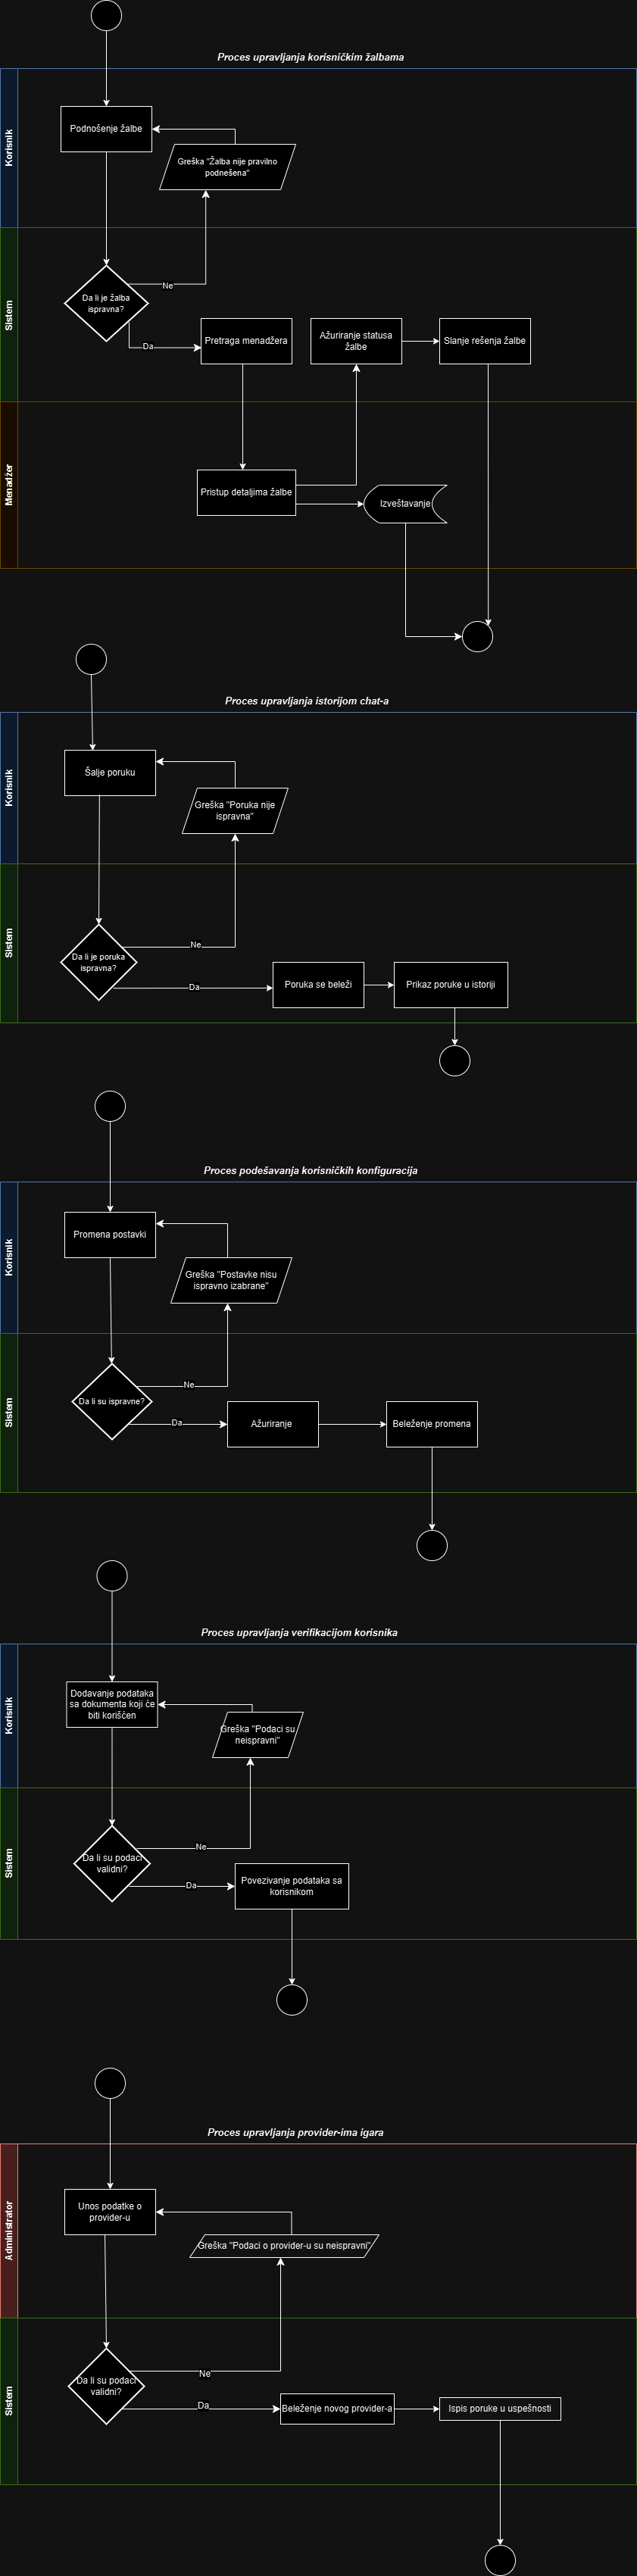 Proces upravljanja korisničkim žalbama
Korisnik
Podnošenje žalbe
Greška "Žalba nije pravilno
podnešena"
Sistem
Da li je žalba
ispravna?
Ne
Da
Pretraga menadžera
Ažuriranje statusa
žalbe
Slanje rešenja žalbe
Menadžer
Pristup detaljima žalbe
Izveštavanje
Proces upravljanja istorijom chat-a
Korisnik
Šalje poruku
Greška "Poruka nije
ispravna"
Sistem
Da li je poruka
ispravna?
Ne
Da
Poruka se beleži
Prikaz poruke u istoriji
Proces podešavanja korisničkih konfiguracija
Korisnik
Promena postavki
Greška "Postavke nisu
ispravno izabrane"
Sistem
Da li su ispravne?
Ne
Da
Ažuriranje
Beleženje promena
Proces upravljanja verifikacijom korisnika
Korisnik
Dodavanje podataka
sa dokumenta koji će
biti korišćen
Greška "Podaci su
neispravni"
Sistem
Da li su podaci
validni?
Ne
Da
Povezivanje podataka sa
korisnikom
Proces upravljanja provider-ima igara
Administrator
Unos podatke o
provider-u
Greška "Podaci o provider-u su neispravni"
Sistem
Da li su podaci
validni?
Ne
Da
Beleženje novog provider-a
Ispis poruke u uspešnosti